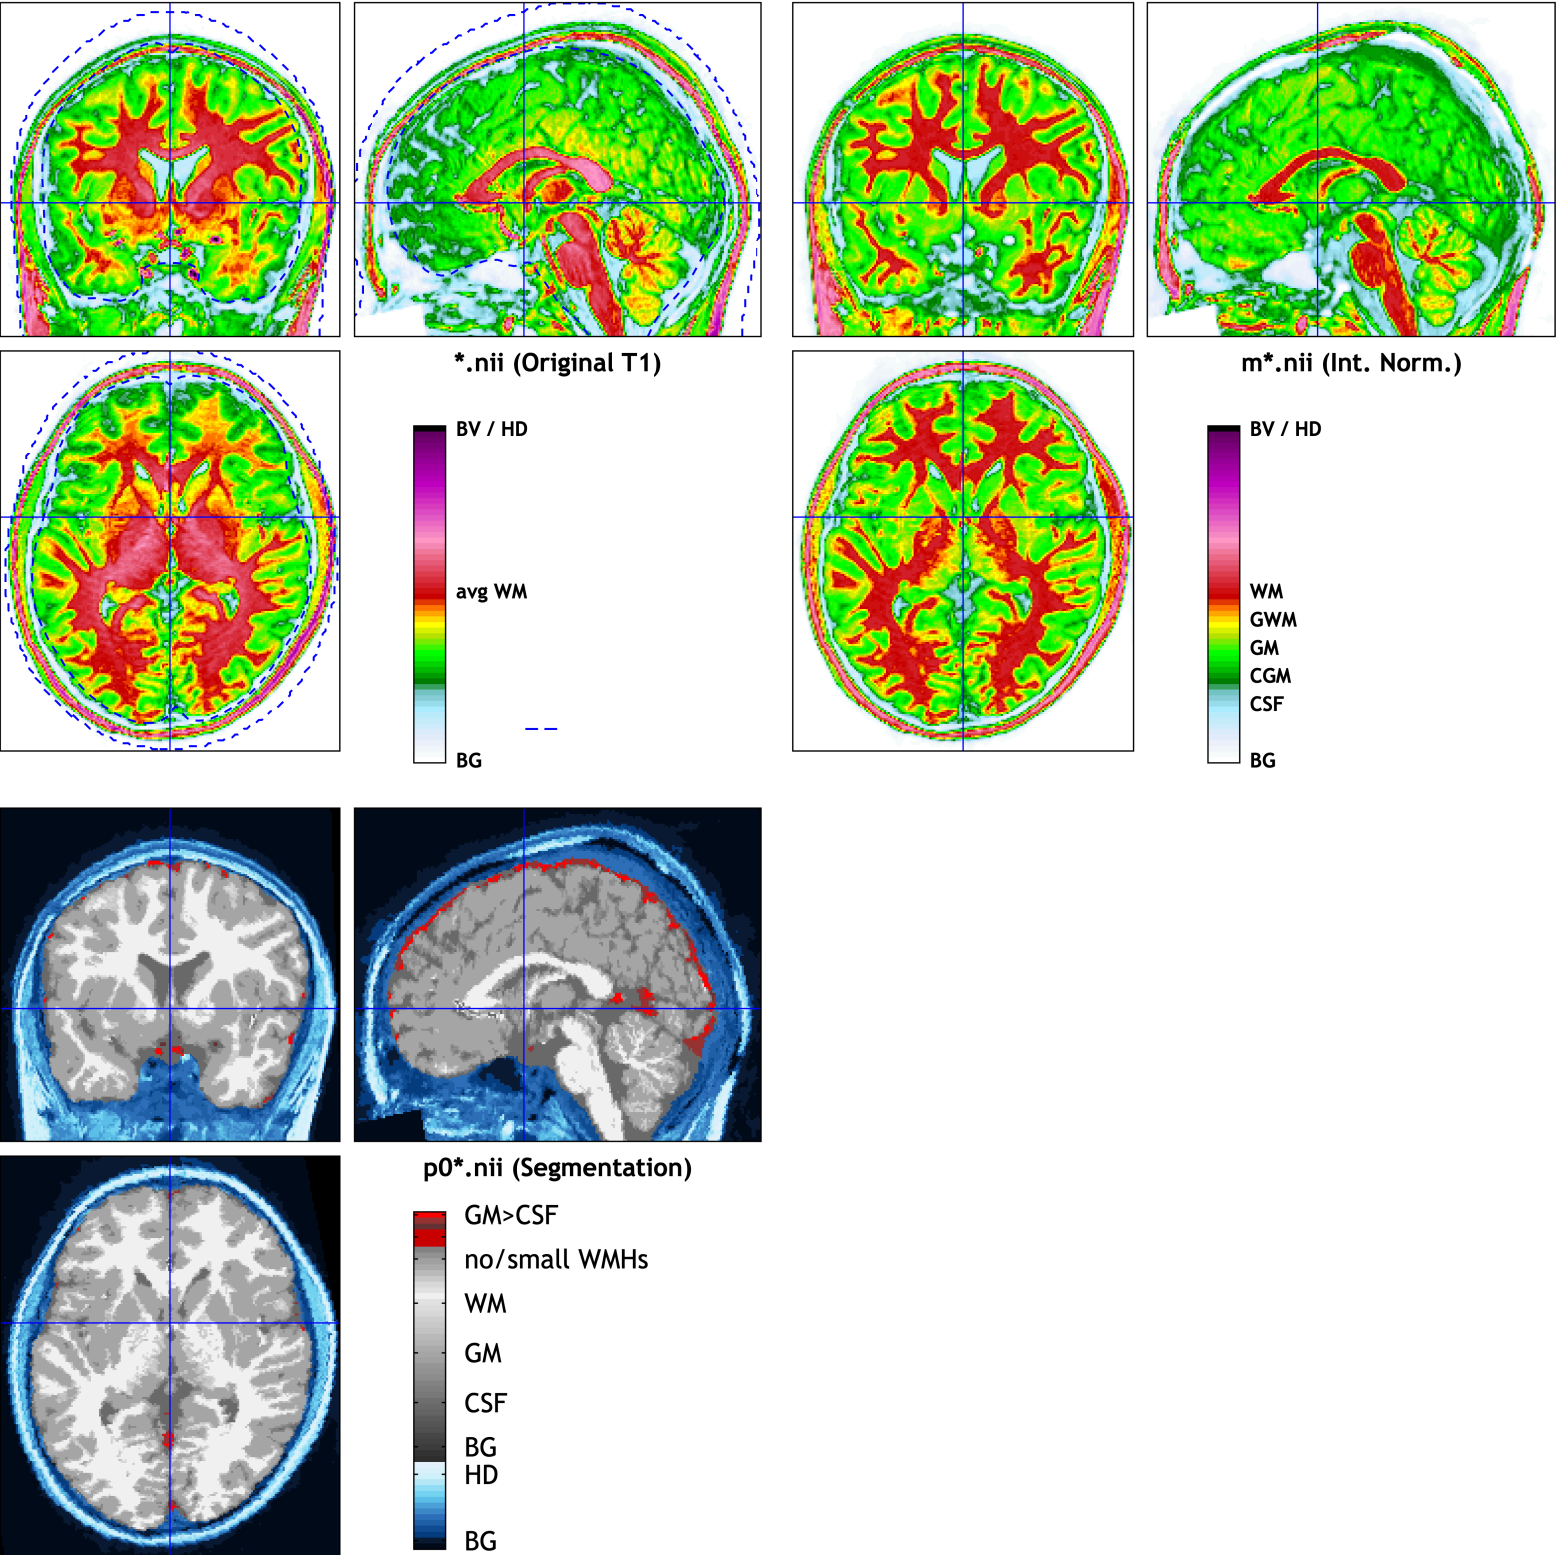 *.nii (Original T1)
BV / HD
avg WM
BG
m*.nii (Int. Norm.)
BV / HD
WM
GWM
GM
CGM
CSF
BG
p0*.nii (Segmentation)
GM>CSF
no/small WMHs
WM
GM
CSF
BG
HD
BG